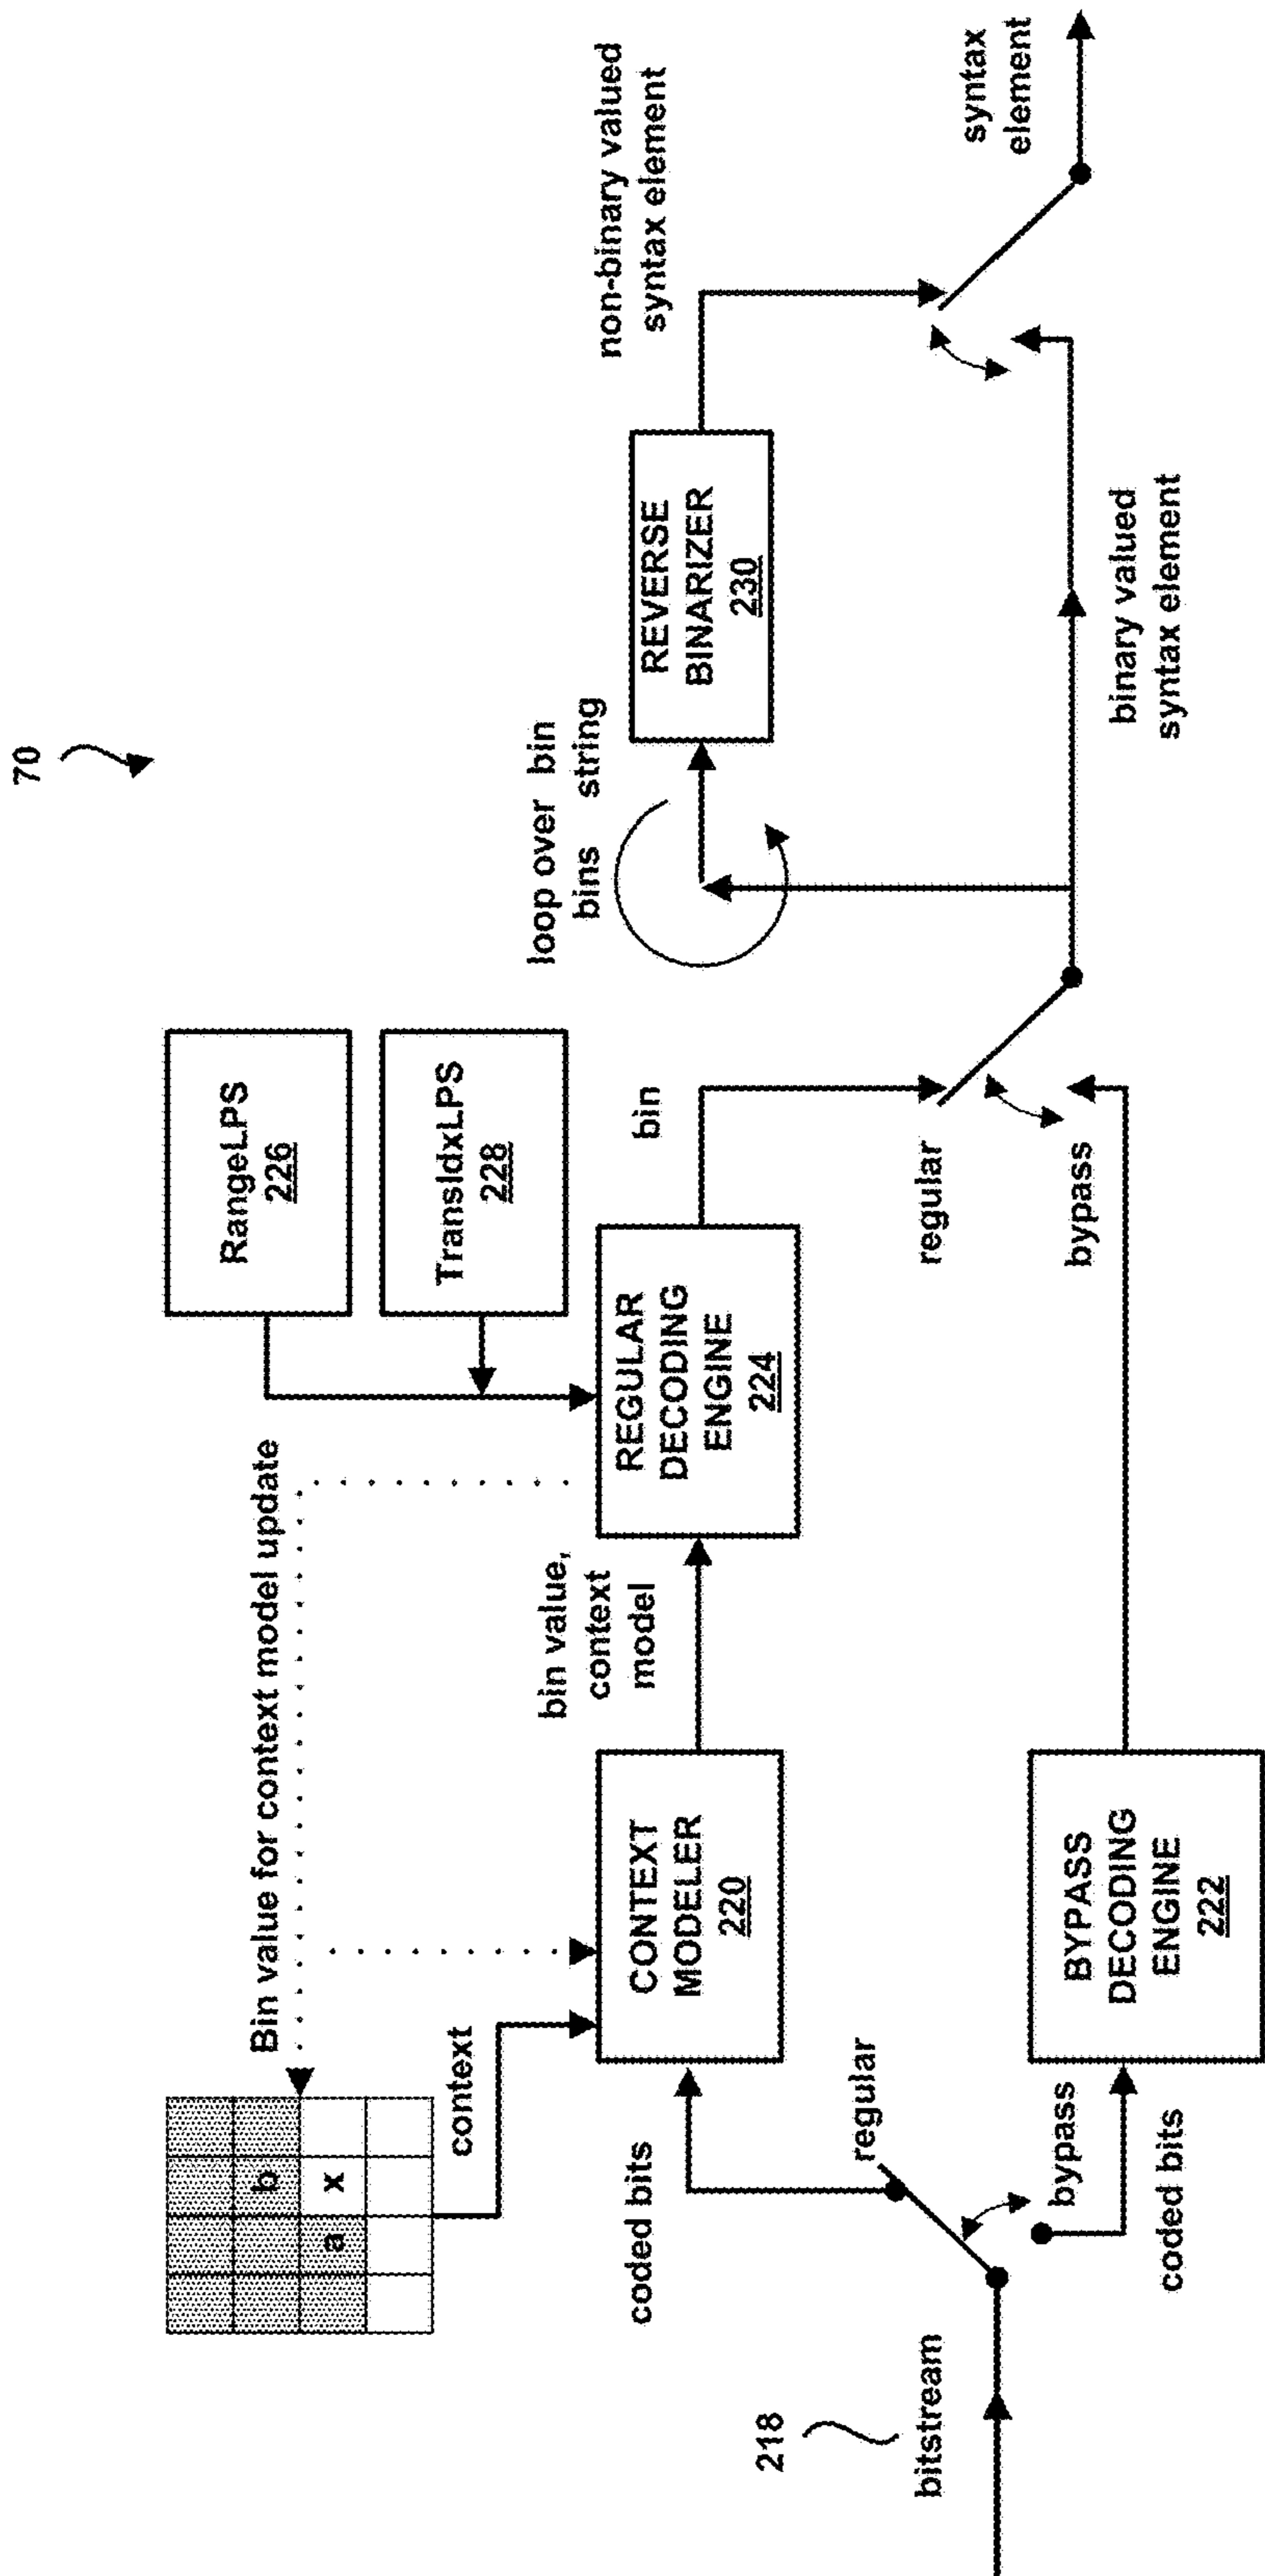 70
Bin value for context model update
RangeLPS
226
TransIdxLPS
228
b
a
x
context
coded bits
CONTEXT
MODELER
220
bin value,
context
model
REGULAR
DECODING
ENGINE
224
bin
loop over
bins
bin
string
REVERSE
BINARIZER
230
non-binary valued
syntax element
218
bitstream
regular
bypass
coded bits
BYPASS
DECODING
ENGINE
222
regular
bypass
binary valued
syntax element
syntax
element